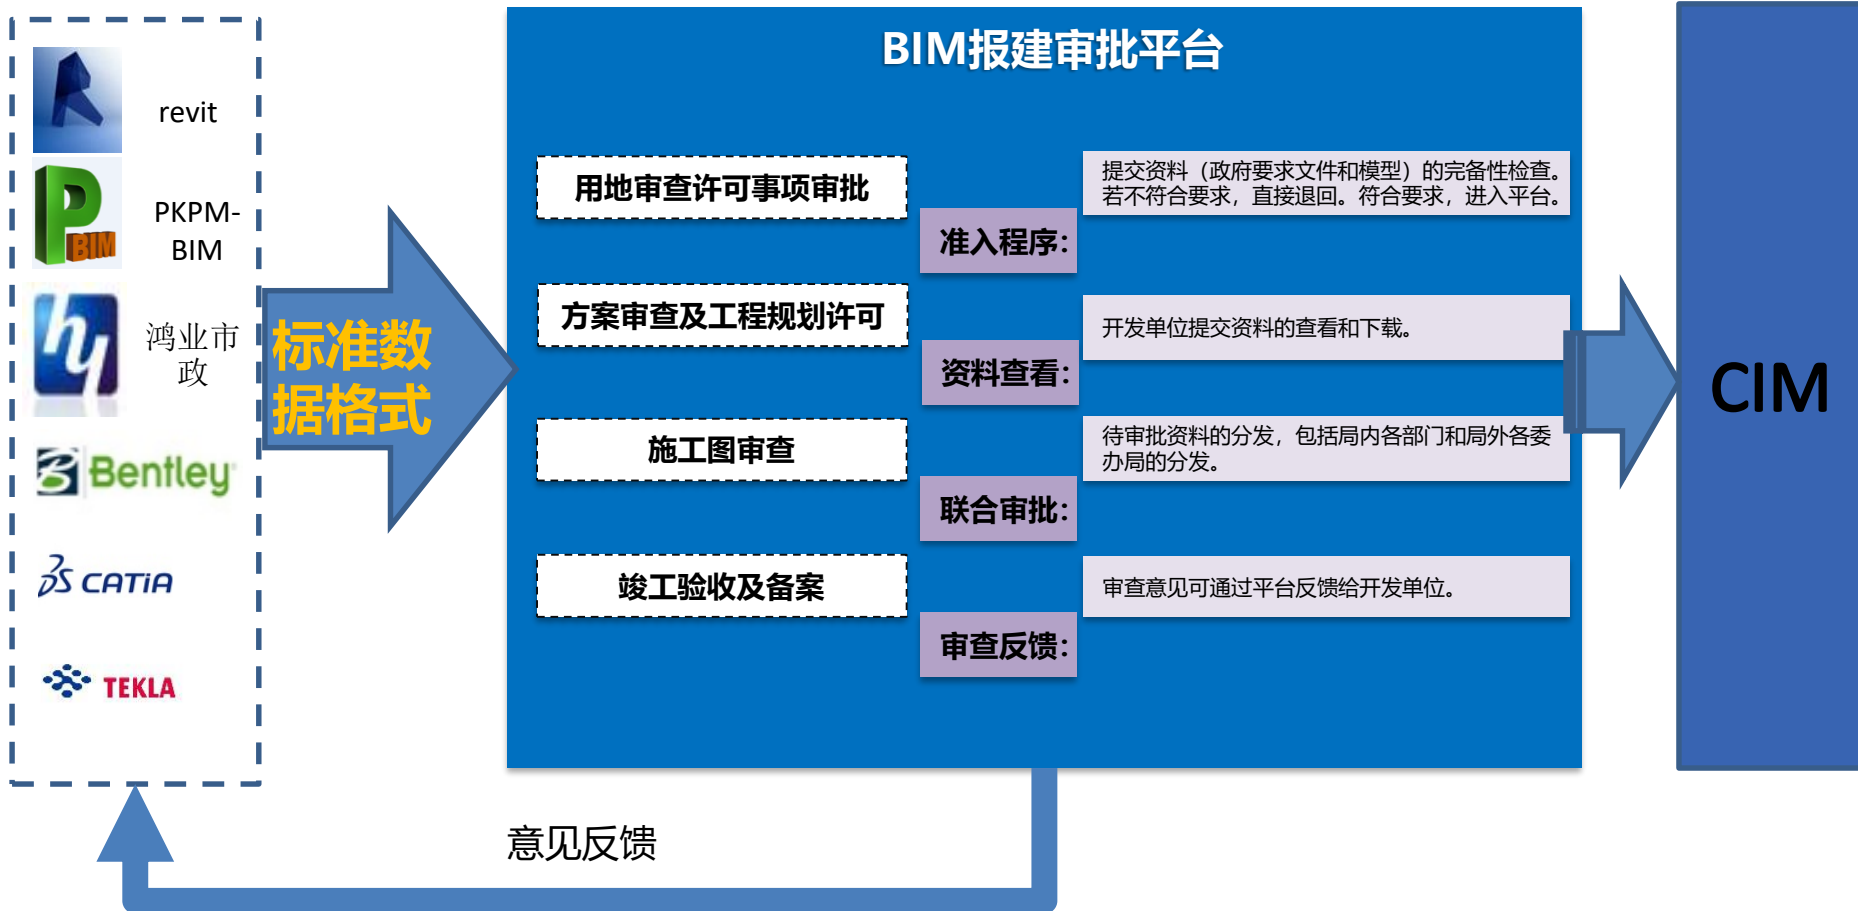 BIM报建审批平台
revit
PKPM-
BIM
BIM
鸿业市
政
hy
Bentley
CATIA
TEKLA
标准数
据格式
用地审查许可事项审批
方案审查及工程规划许可
施工图审查
竣工验收及备案
准入程序：
提交资料（政府要求文件和模型）的完备性检查。
若不符合要求，直接退回。符合要求，进入平台。
资料查看：
开发单位提交资料的查看和下载。
联合审批：
待审批资料的分发，包括局内各部门和局外各委
办局的分发。
审查反馈：
审查意见可通过平台反馈给开发单位。
CIM
意见反馈